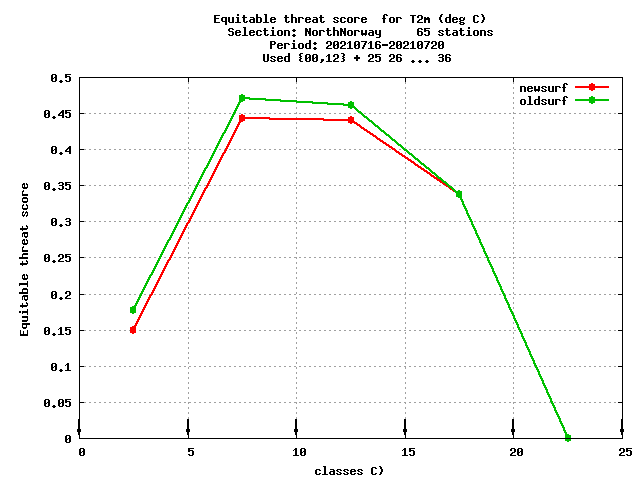 Equitable threat score  for T2m (deg C)
Selection: NorthNorway     65 stations
Period: 20210716-20210720
Used {00,12} + 25 26 ... 36
newsurf
oldsurf
Equitable threat score
0.5
0.45
0.4
0.35
0.3
0.25
0.2
0.15
0.1
0.05
0
0 5 10 15 20 25
classes C)